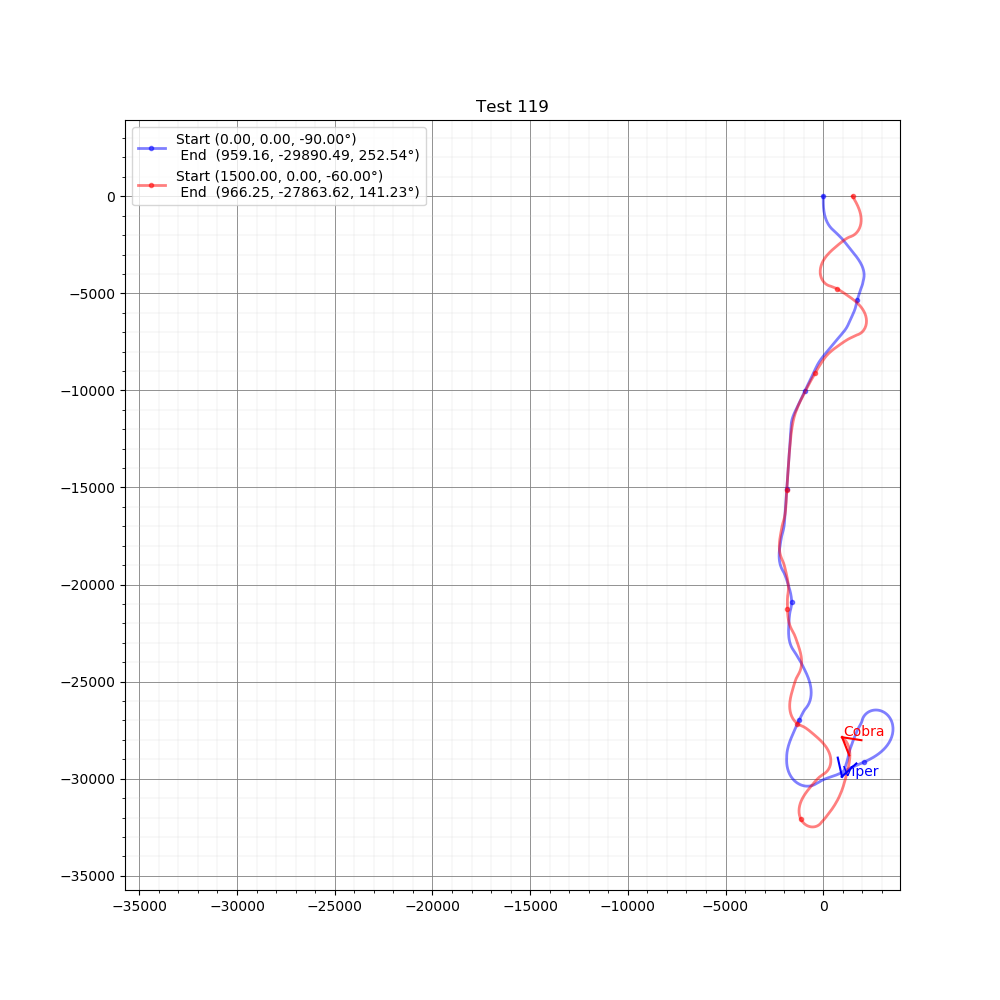 Test 119
Start (0.00, 0.00, -90.00°)
End  (959.16, -29890.49, 252.54°)
Start (1500.00, 0.00, -60.00°)
End  (966.25, -27863.62, 141.23°)
0
−5000
−10000
−15000
−20000
−25000
−30000
−35000
Cobra
Viper
−35000 −30000 −25000 −20000 −15000 −10000 −5000 0